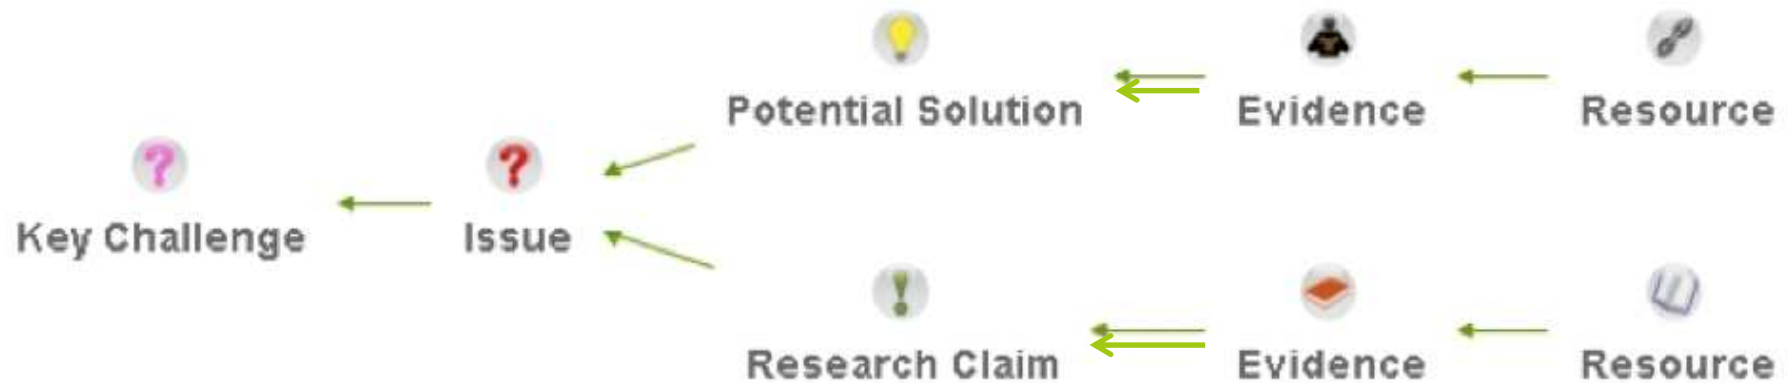 Potential Solution
Evidence
Resource
Key Challenge
Issue
Research Claim
Evidence
Resource